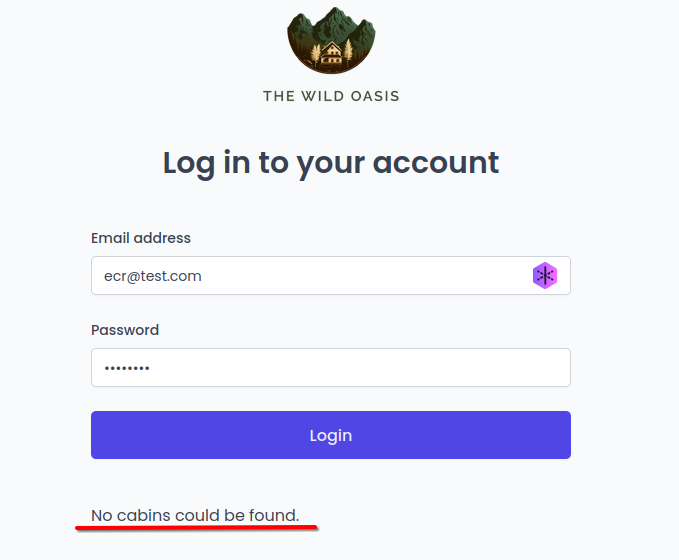 THE WILD OASIS
Log in to your account
Email address
ecr@test.com
Password
••••••••
Login
No cabins could be found.